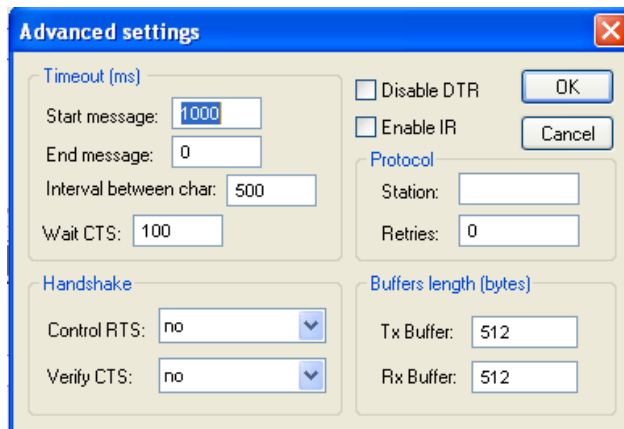 Advanced settings
Timeout (ms)
Start message: 1000
End message: 0
Interval between char: 500
Wait CTS: 100
Disable DTR
Enable IR
OK
Cancel
Protocol
Station:
Retries: 0
Handshake
Control RTS: no
Verify CTS: no
Buffers length (bytes)
Tx Buffer: 512
Rx Buffer: 512